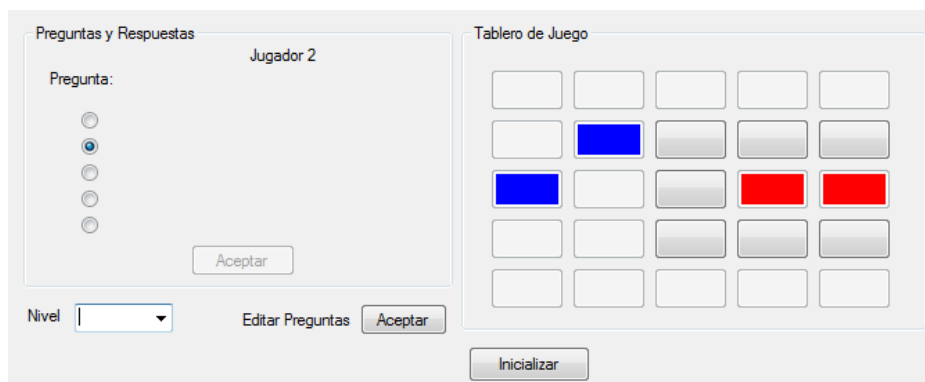 Preguntas y Respuestas
Jugador 2
Pregunta:
Aceptar
Nivel
Editar Preguntas
Aceptar
Tablero de Juego
Inicializar